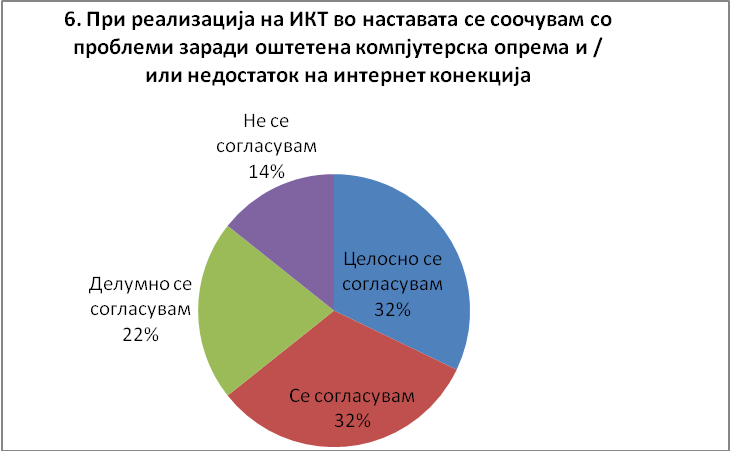 6. При реализација на ИКТ во наставата се соочувам со
проблеми заради оштетена компјутерска опрема и /
или недостаток на интернет конекција
Не се
согласувам
14%
Целосно се
согласувам
32%
Делумно се
согласувам
22%
Се согласувам
32%